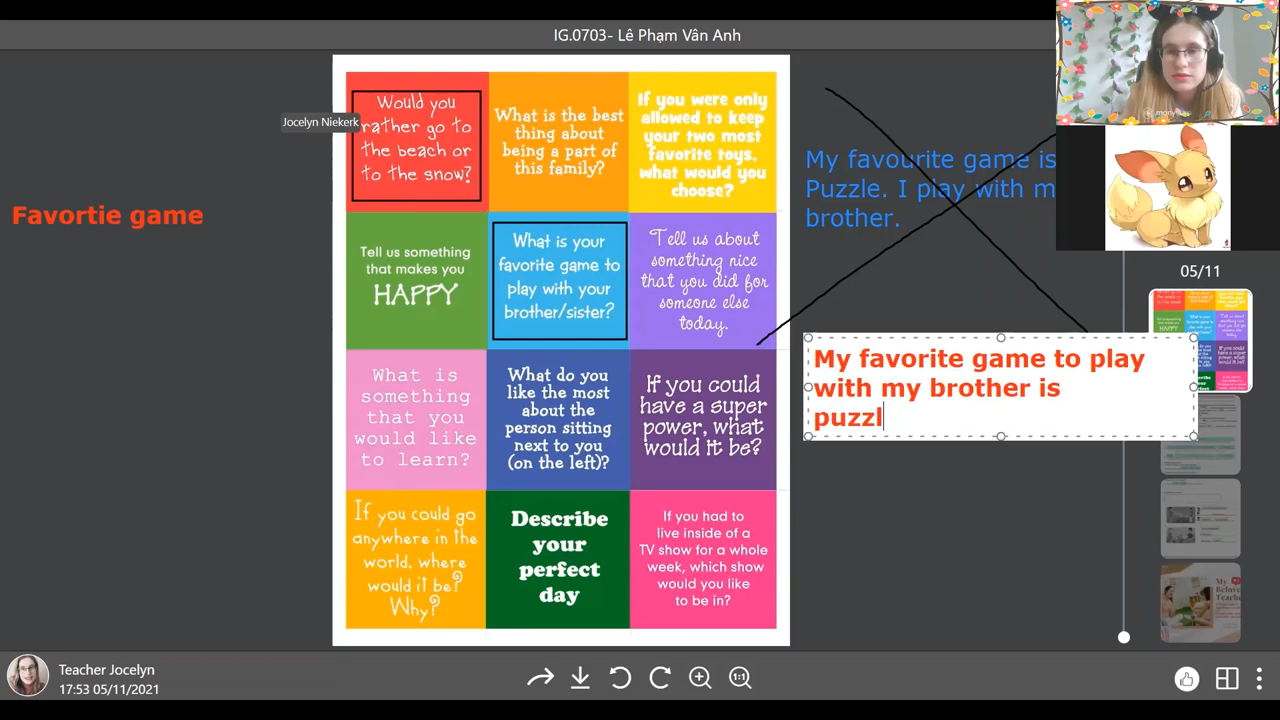 IG.0703- Lê Phạm Vân Anh
Jocelyn Niekerk
Favortie game
Would you
rather go to
the beach or
to the snow?
What is the best
thing about
being a part of
this family?
If you were only
allowed to keep
your two most
favorite toys,
what would you
choose?
Tell us something
that makes you
HAPPY
What is your
favorite game to
play with your
brother/sister?
Tell us about
something nice
that you did for
someone else
today.
What is
something
that you
would like
to learn?
What do you
like the most
about the
person sitting
next to you
(on the left)?
If you could
have a super
power, what
would it be?
If you could go
anywhere in the
world, where
would it be?
Why?
Describe
your
perfect
day
If you had to
live inside of a
TV show for a whole
week, which show
would you like
to be in?
My favourite game is
Puzzle. I play with m
brother.
My favorite game to play
with my brother is
puzzl
05/11
My
Belov
Teach
Teacher Jocelyn
17:53 05/11/2021
1:1